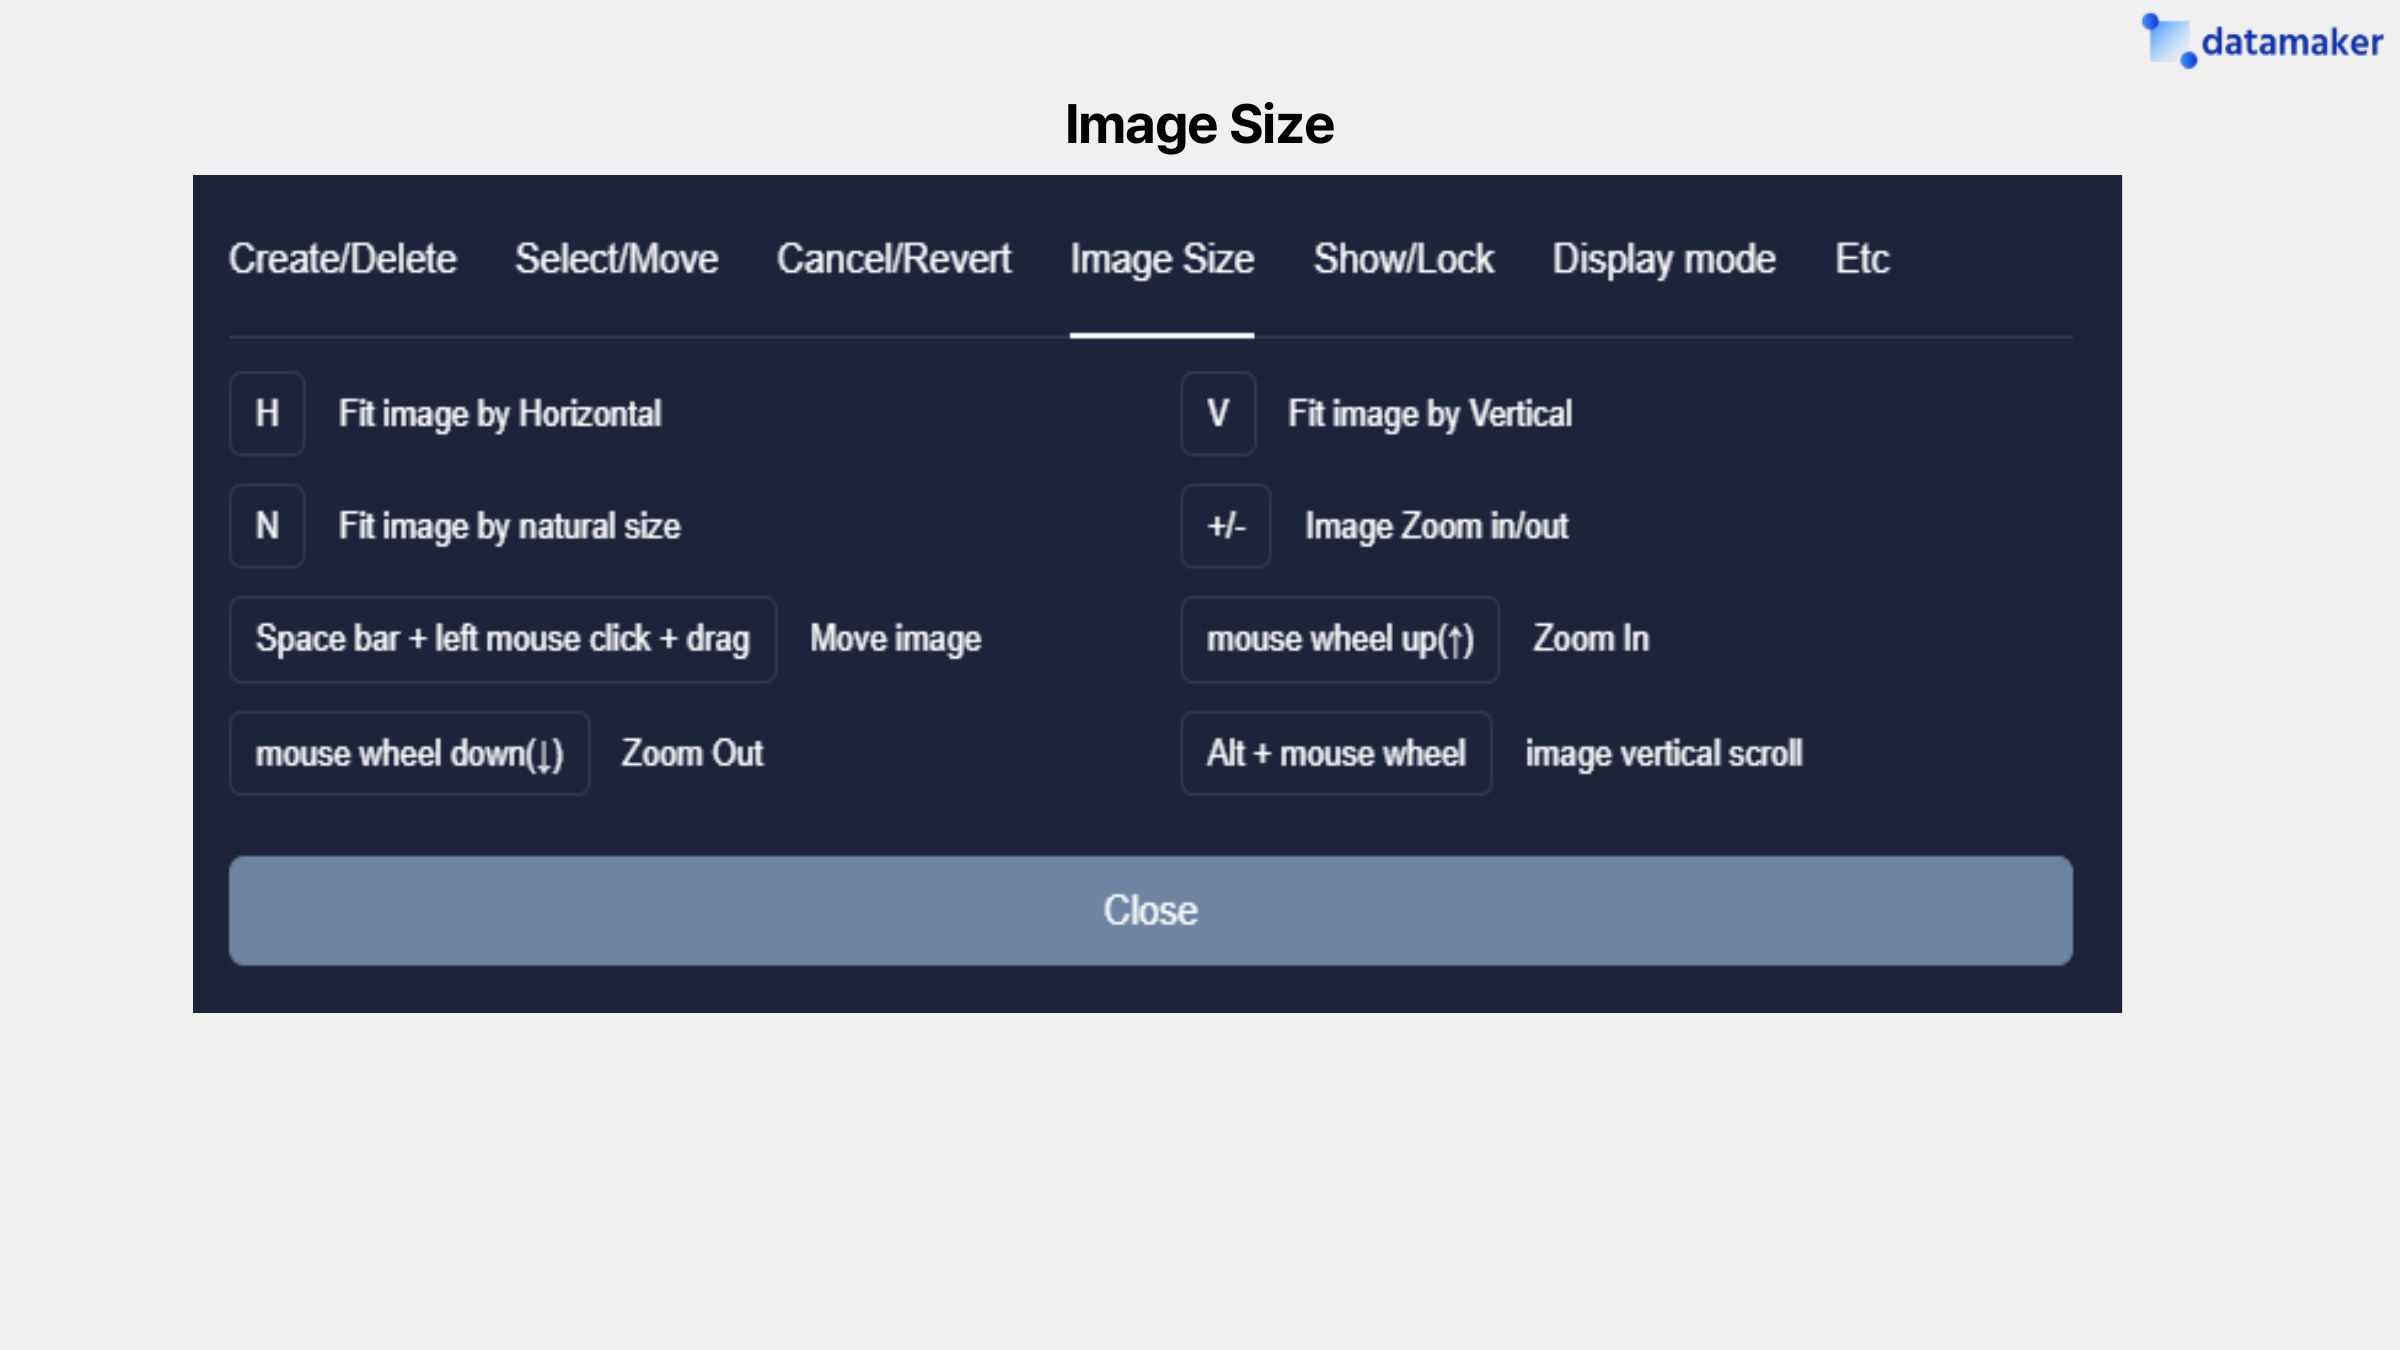 datamaker
Image Size
Create/Delete Select/Move Cancel/Revert Image Size Show/Lock Display mode Etc
H Fit image by Horizontal V Fit image by Vertical
N Fit image by natural size +/- Image Zoom in/out
Space bar + left mouse click + drag Move image mouse wheel up(↑) Zoom In
mouse wheel down(↓) Zoom Out Alt + mouse wheel image vertical scroll
Close